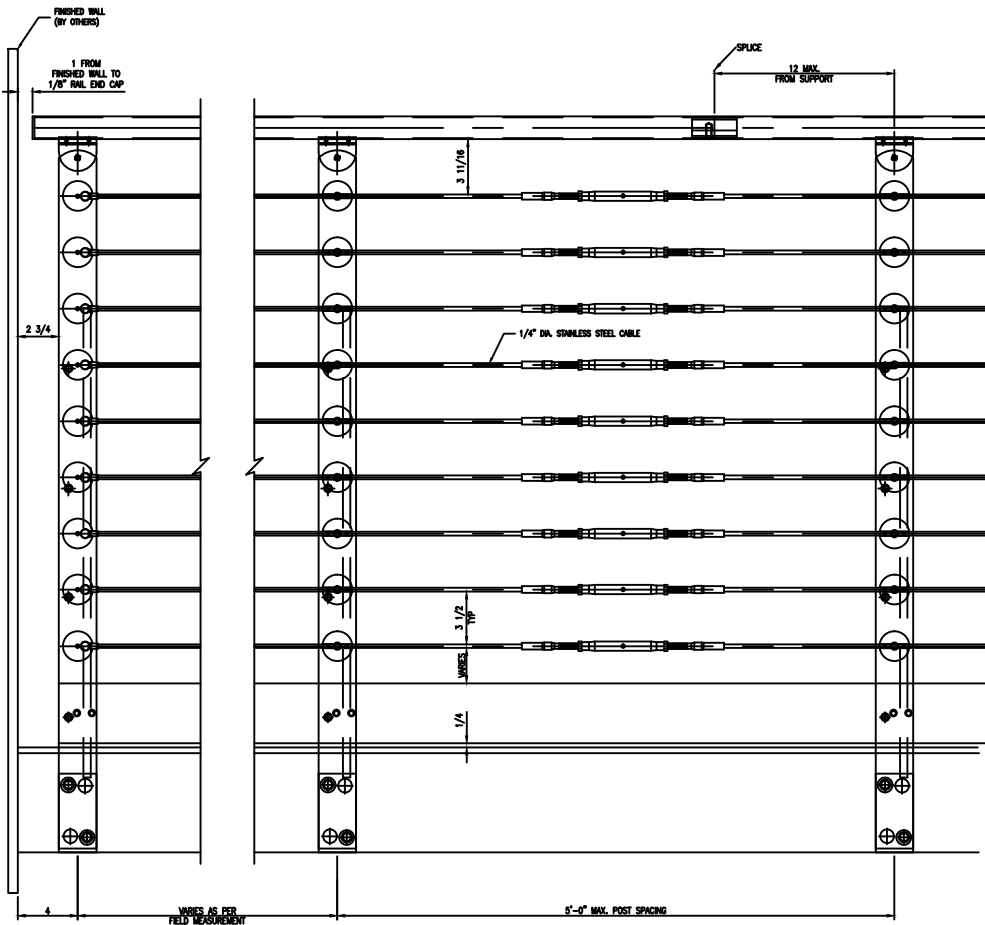 FINISHED WALL
(BY OTHERS)
1 FROM
FINISHED WALL TO
1/8" RAIL END CAP
SPLICE
12 MAX.
FROM SUPPORT
3 11/16
2 3/4
1/4" DIA. STAINLESS STEEL CABLE
3 1/2
TYP
VARIES
1/4
4
VARIES AS PER
FIELD MEASUREMENT
5'-0" MAX. POST SPACING